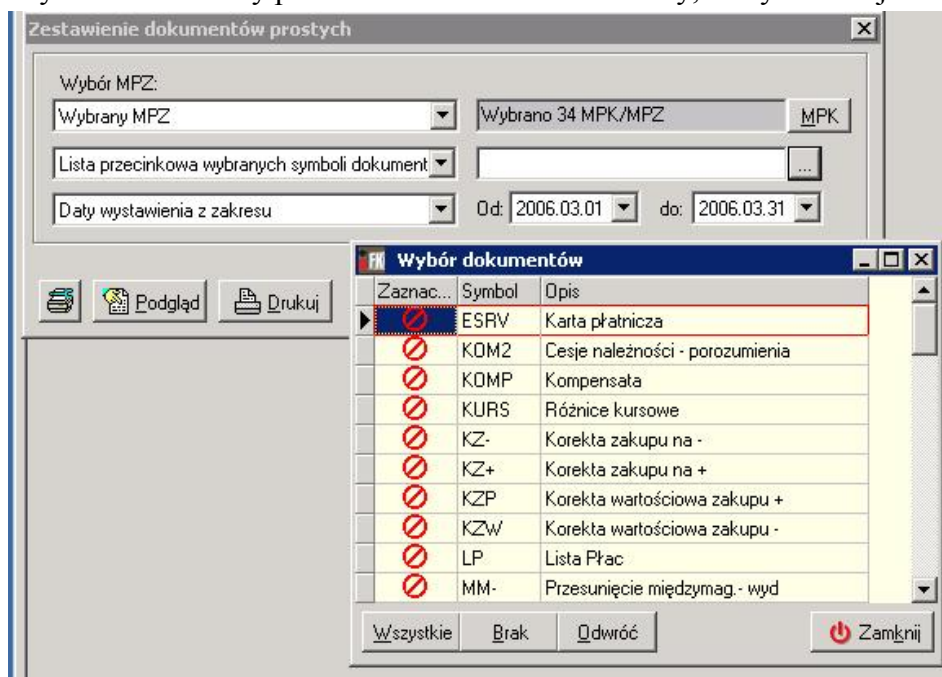 Zestawienie dokumentów prostych
Wybór MPZ:
Wybrany MPZ Wybrano 34 MPK/MPZ MPK
Lista przecinkowa wybranych symboli dokument ...
Daty wystawienia z zakresu Od: 2006.03.01 do: 2006.03.31
Podgląd Drukuj
FK Wybór dokumentów
Zaznac... Symbol Opis
ESRV Karta płatnicza
KOM2 Cesje należności - porozumienia
KOMP Kompensata
KURS Różnice kursowe
KZ- Korekta zakupu na -
KZ+ Korekta zakupu na +
KZP Korekta wartościowa zakupu +
KZW Korekta wartościowa zakupu -
LP Lista Płac
MM- Przesunięcie międzymag.- wyd
Wszystkie Brak Odwróć Zamknij